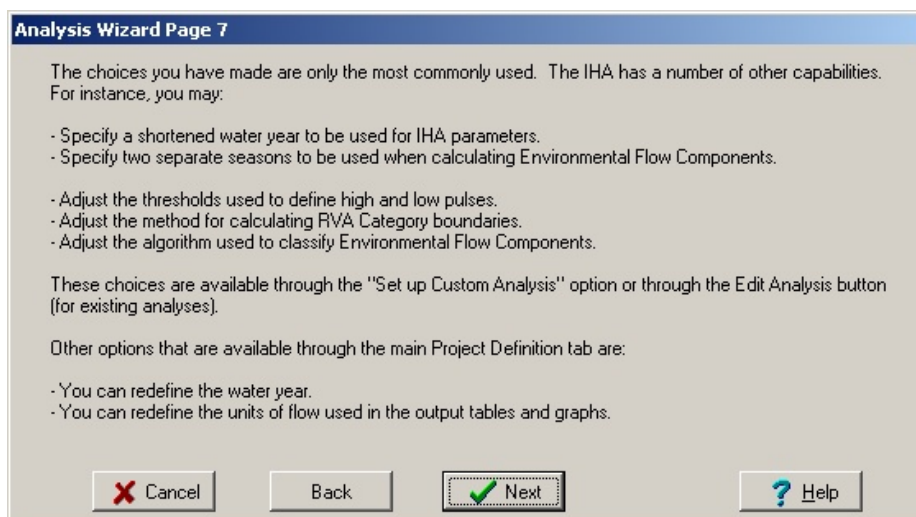 Analysis Wizard Page 7
The choices you have made are only the most commonly used. The IHA has a number of other capabilities.
For instance, you may:
- Specify a shortened water year to be used for IHA parameters.
- Specify two separate seasons to be used when calculating Environmental Flow Components.
- Adjust the thresholds used to define high and low pulses.
- Adjust the method for calculating RVA Category boundaries.
- Adjust the algorithm used to classify Environmental Flow Components.
These choices are available through the "Set up Custom Analysis" option or through the Edit Analysis button
(for existing analyses).
Other options that are available through the main Project Definition tab are:
- You can redefine the water year.
- You can redefine the units of flow used in the output tables and graphs.
Cancel
Back
Next
Help